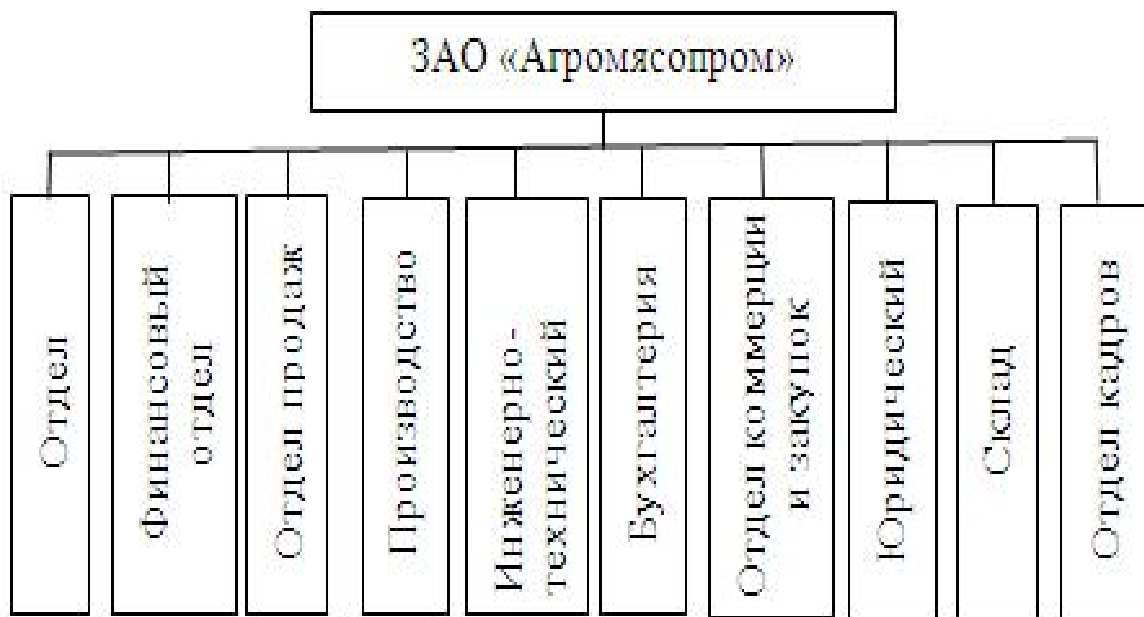 ЗАО «Агромясопром»
Отдел
Финансовый
отдел
Отдел продаж
Производство
Инженерно-
технический
Бухгалтерия
Отдел коммерции
и закупок
Юридический
Склад
Отдел кадров